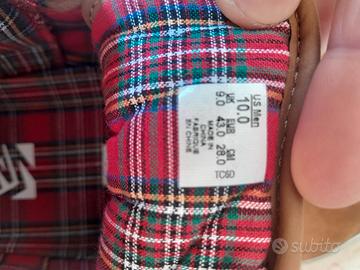 US Men
10.0
UK EUR CM
9.0 43.0 28.0
MADE IN
CHINA
FABRIQUÉ
EN CHINE
subito